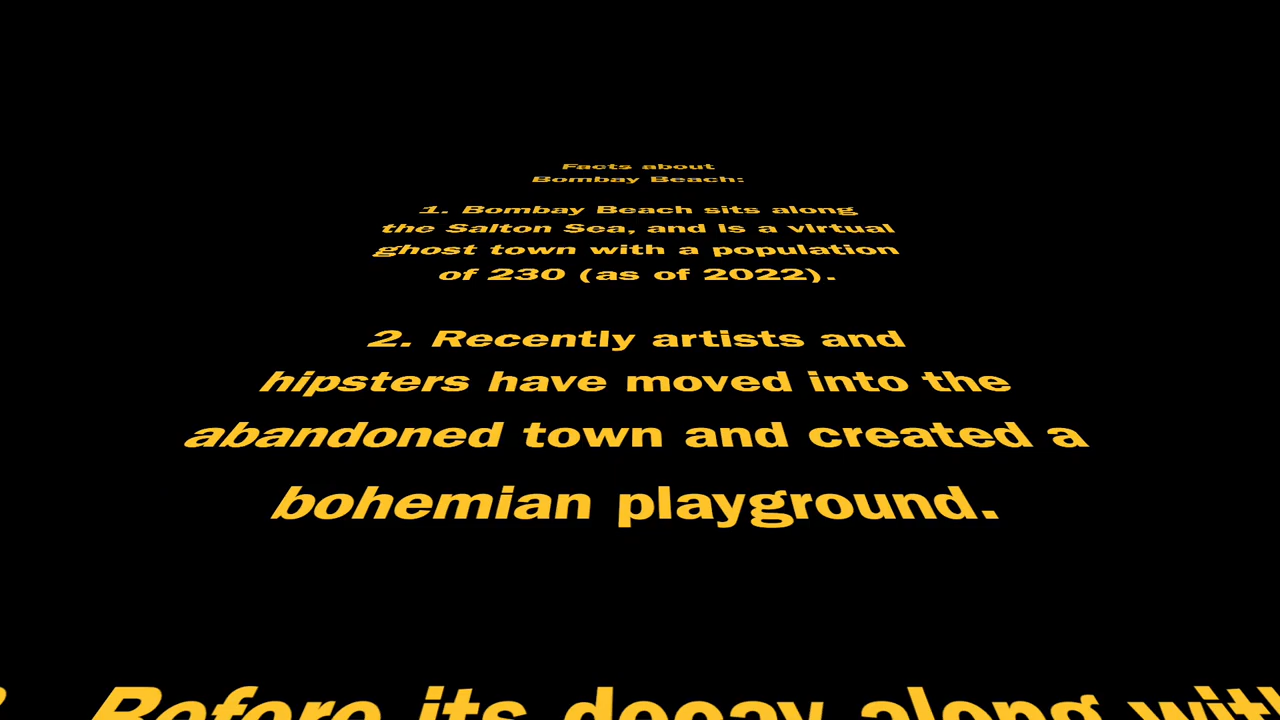 Facts about
Bombay Beach:
1. Bombay Beach sits along
the Salton Sea, and is a virtual
ghost town with a population
of 230 (as of 2022).
2. Recently artists and
hipsters have moved into the
abandoned town and created a
bohemian playground.
Before its decay along with